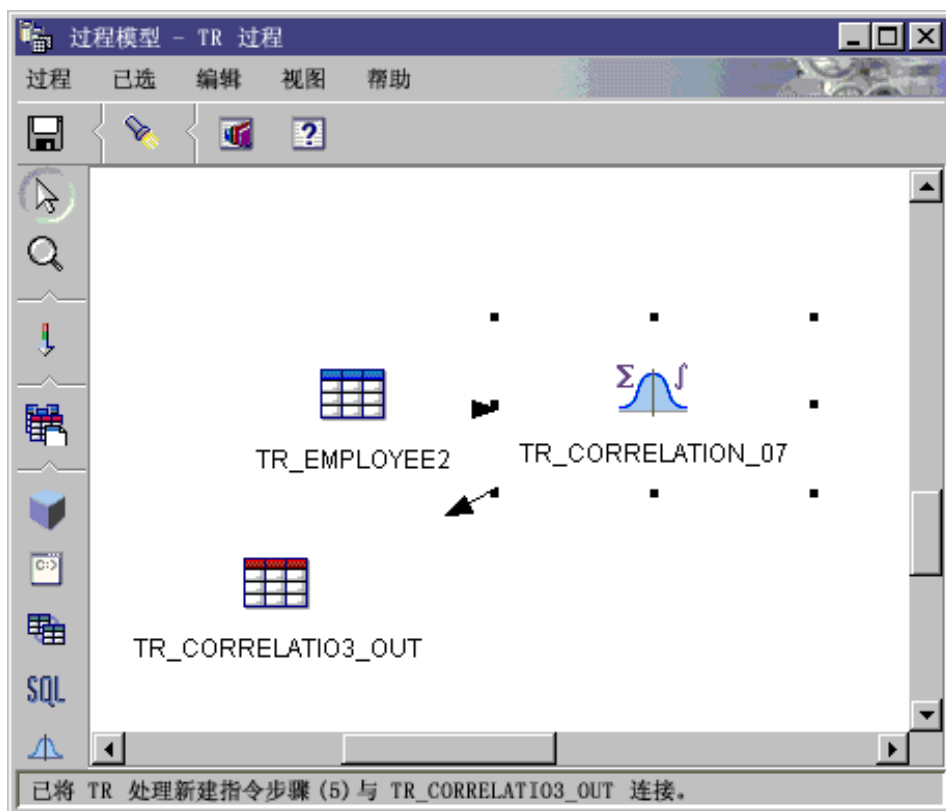 过程模型 - TR 过程
过程 已选 编辑 视图 帮助
?
Σ ∫
TR_EMPLOYEE2
TR_CORRELATION_07
C:>
TR_CORRELATIO3_OUT
SQL
已将 TR 处理新建指令步骤(5)与 TR_CORRELATIO3_OUT 连接。